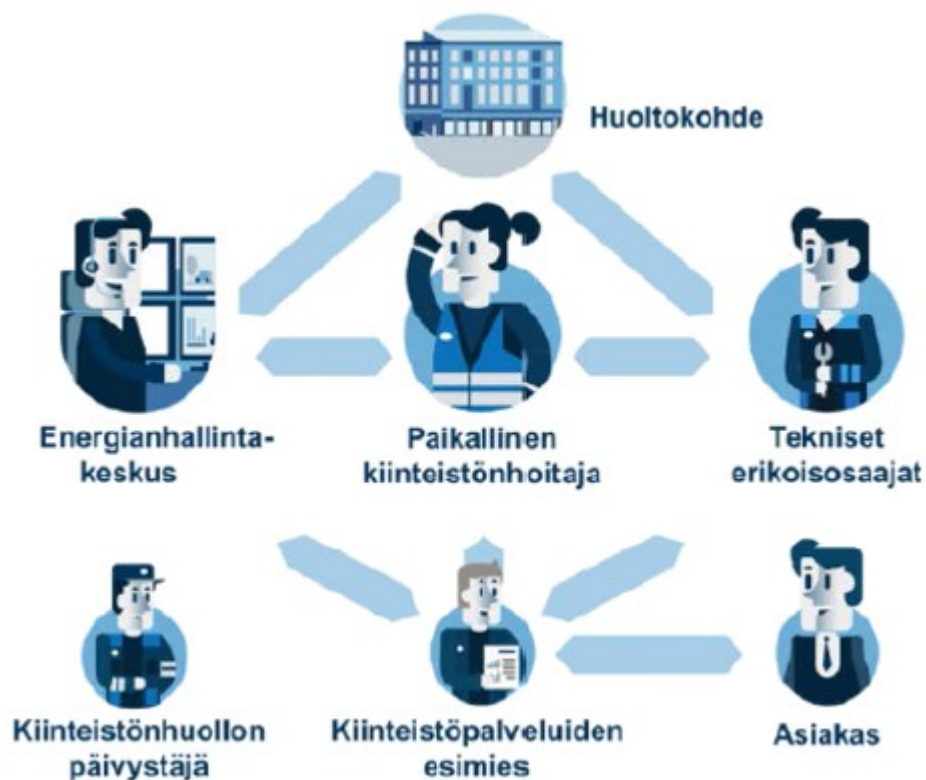 Huoltokohde
Energianhallinta-
keskus
Paikallinen
kiinteistönhoitaja
Tekniset
erikoisosaajat
Kiinteistönhuollon
päivystäjä
Kiinteistöpalveluiden
esimies
Asiakas